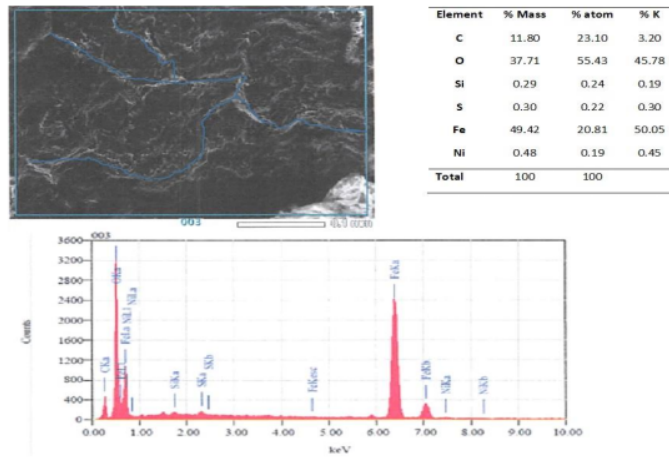 Element % Mass % atom % K
C 11.80 23.10 3.20
O 37.71 55.43 45.78
Si 0.29 0.24 0.19
S 0.30 0.22 0.30
Fe 49.42 20.81 50.05
Ni 0.48 0.19 0.45
Total 100 100
003
003
Counts
3600
3200
2800
2400
2000
1600
1200
800
400
0
CKa
OKa
FeLa
NiLl
NiLa
SiKa
SKa
SKb
FeKesc
FeKa
FeKb
NiKa
NiKb
0.00 1.00 2.00 3.00 4.00 5.00 6.00 7.00 8.00 9.00 10.00
keV